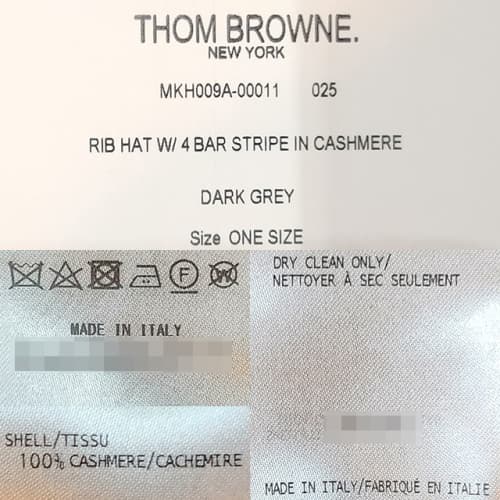 THOM BROWNE.
NEW YORK
MKH009A-00011 025
RIB HAT W/ 4 BAR STRIPE IN CASHMERE
DARK GREY
Size ONE SIZE
F W
MADE IN ITALY
SHELL/TISSU
100% CASHMERE/CACHEMIRE
DRY CLEAN ONLY/
NETTOYER À SEC SEULEMENT
MADE IN ITALY/FABRIQUÉ EN ITALIE